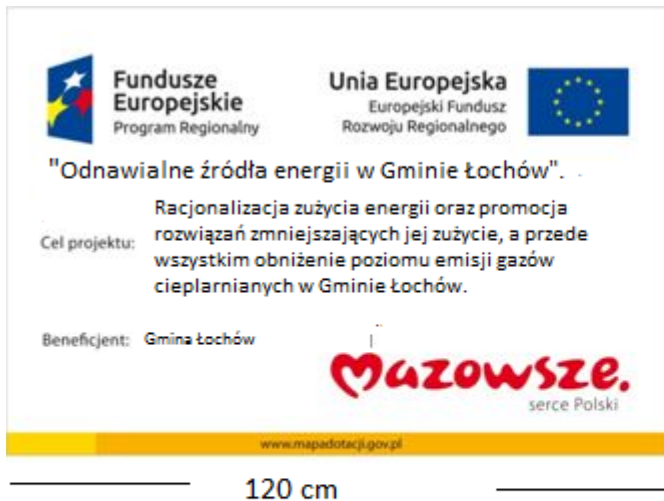 Fundusze
Europejskie
Program Regionalny
Unia Europejska
Europejski Fundusz
Rozwoju Regionalnego
"Odnawialne źródła energii w Gminie Łochów".
Cel projektu:
Racjonalizacja zużycia energii oraz promocja
rozwiązań zmniejszających jej zużycie, a przede
wszystkim obniżenie poziomu emisji gazów
cieplarnianych w Gminie Łochów.
Beneficjent: Gmina Łochów
mazowsze.
serce Polski
www.mapadotacji.gov.pl
120 cm